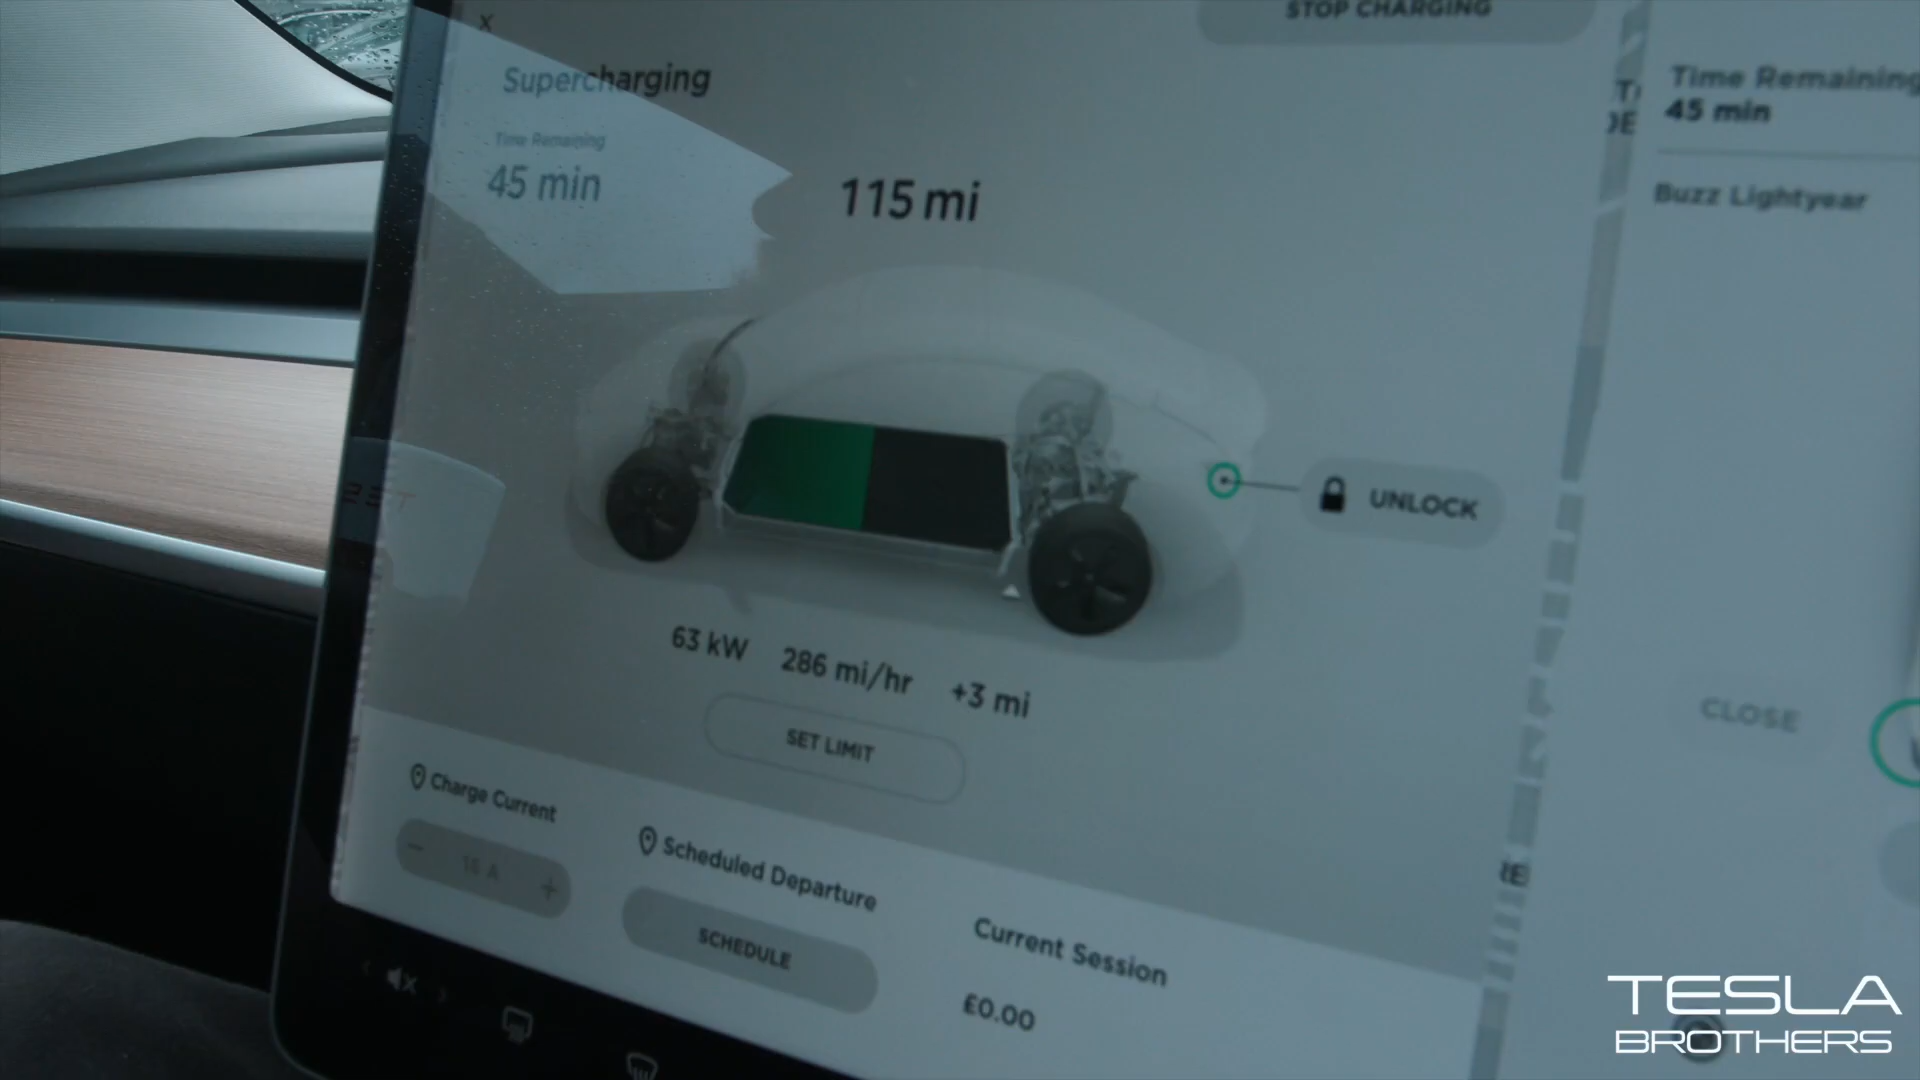 X
STOP CHARGING
Supercharging
Time Remaining
45 min
115 mi
UNLOCK
63 kW 286 mi/hr +3 mi
SET LIMIT
Charge Current
− 16 A +
Scheduled Departure
SCHEDULE
Current Session
£0.00
Time Remaining
45 min
Buzz Lightyear
CLOSE
TESLA
BROTHERS